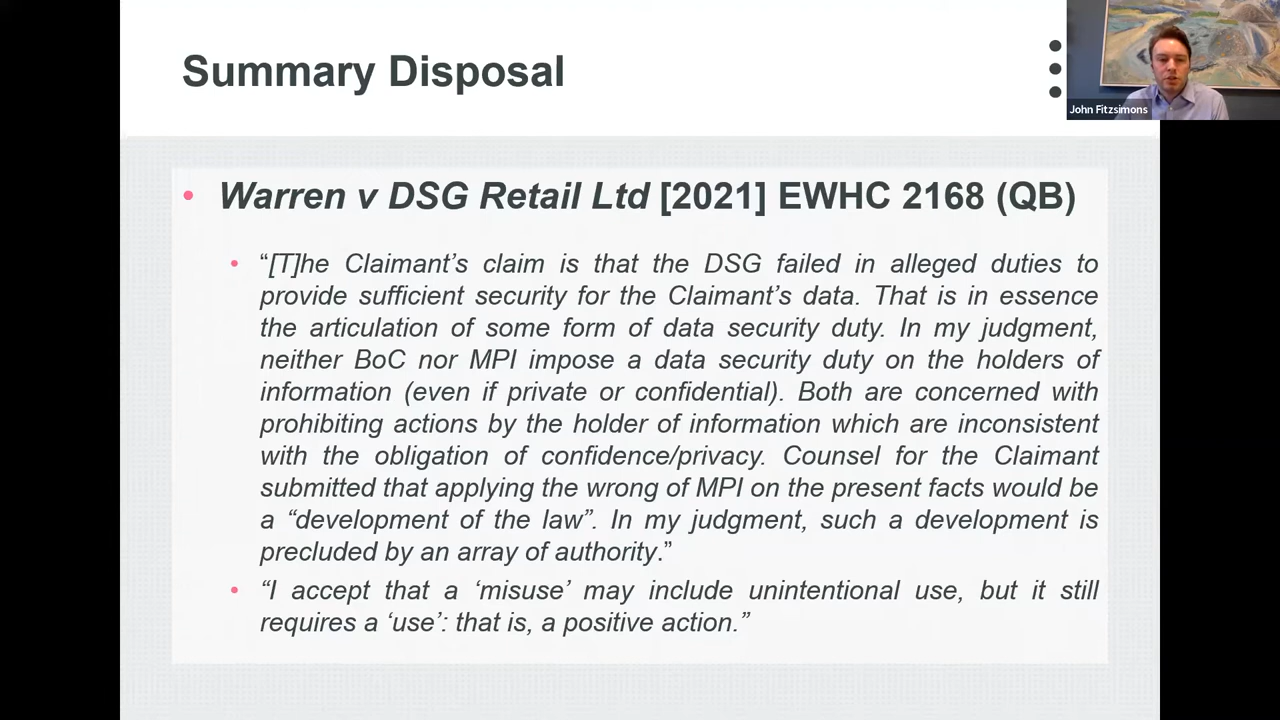 Summary Disposal
John Fitzsimons
• Warren v DSG Retail Ltd [2021] EWHC 2168 (QB)
• “[T]he Claimant’s claim is that the DSG failed in alleged duties to
provide sufficient security for the Claimant’s data. That is in essence
the articulation of some form of data security duty. In my judgment,
neither BoC nor MPI impose a data security duty on the holders of
information (even if private or confidential). Both are concerned with
prohibiting actions by the holder of information which are inconsistent
with the obligation of confidence/privacy. Counsel for the Claimant
submitted that applying the wrong of MPI on the present facts would be
a “development of the law”. In my judgment, such a development is
precluded by an array of authority.”
• “I accept that a ‘misuse’ may include unintentional use, but it still
requires a ‘use’: that is, a positive action.”